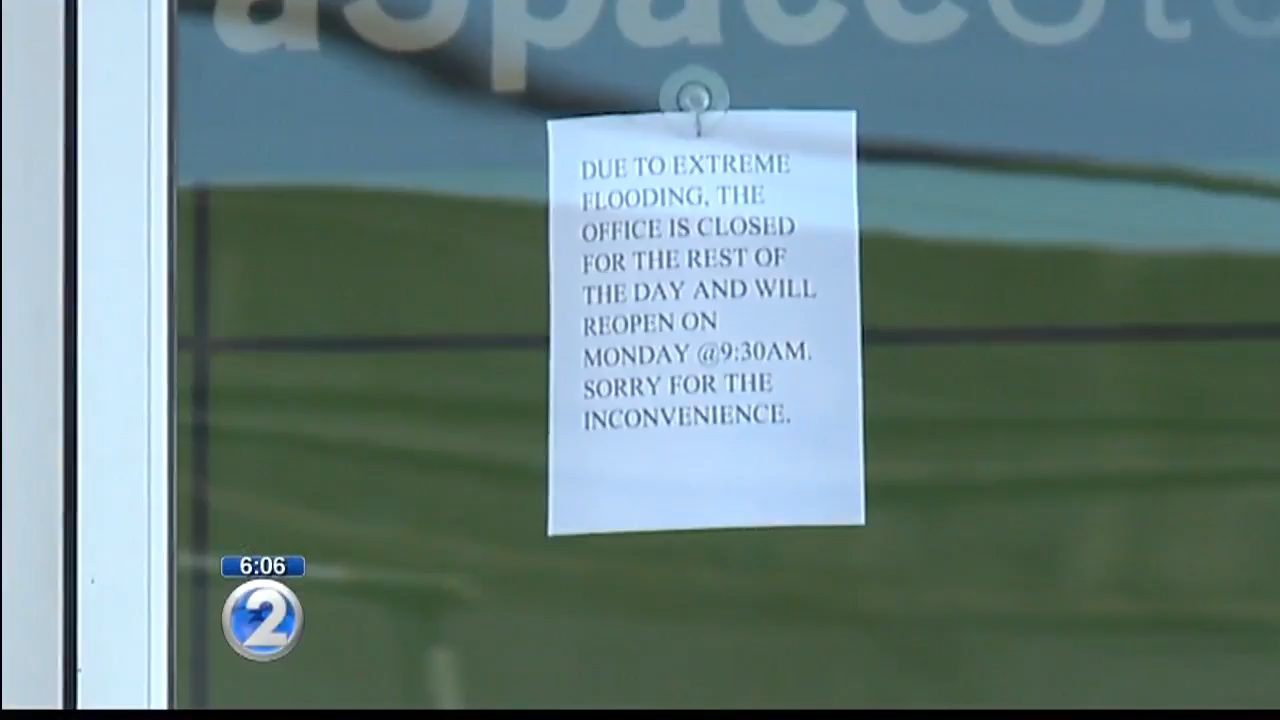 aSpace
DUE TO EXTREME
FLOODING, THE
OFFICE IS CLOSED
FOR THE REST OF
THE DAY AND WILL
REOPEN ON
MONDAY @9:30AM.
SORRY FOR THE
INCONVENIENCE.
6:06
2